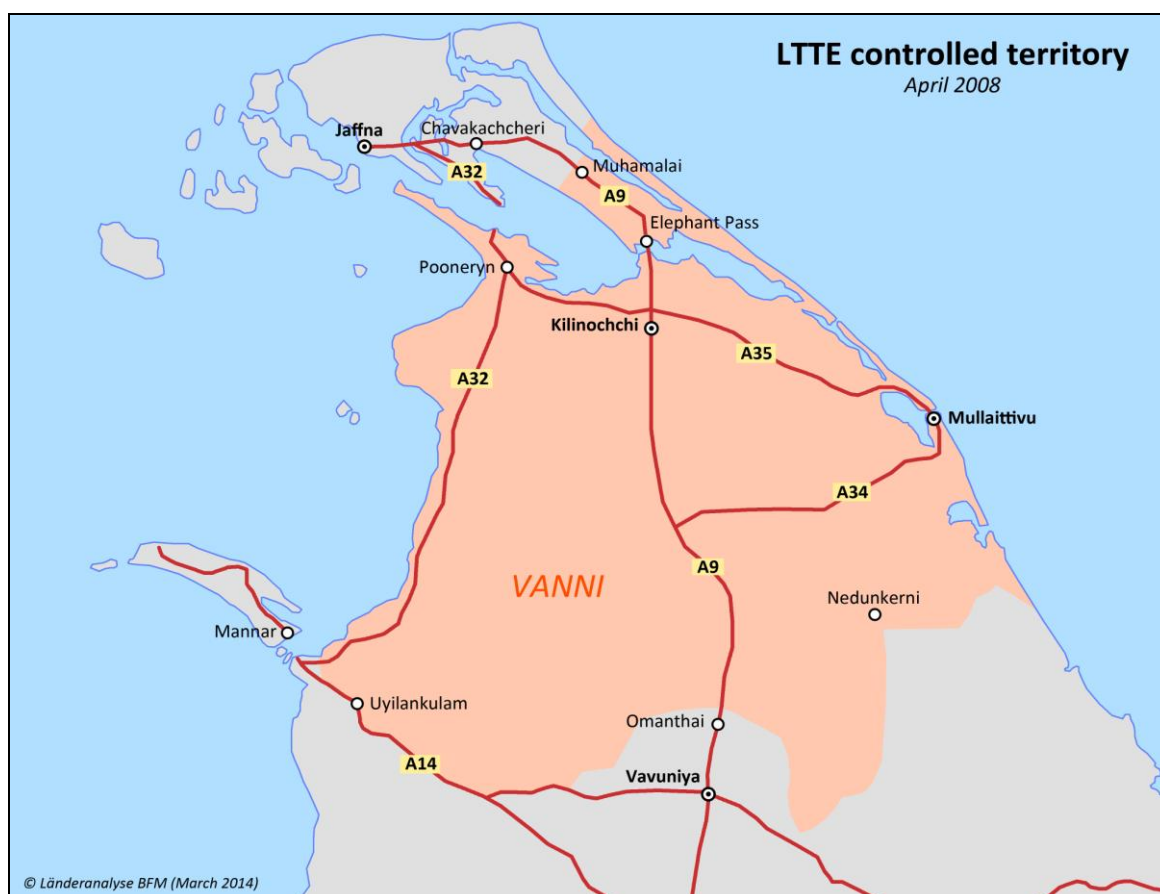 LTTE controlled territory
April 2008
Jaffna
Chavakachcheri
A32
Muhamalai
A9
Elephant Pass
Pooneryn
Kilinochchi
A35
A32
Mullaittivu
A34
A9
VANNI
Nedunkerni
Mannar
Uyilankulam
Omanthai
A14
Vavuniya
© Länderanalyse BFM (March 2014)